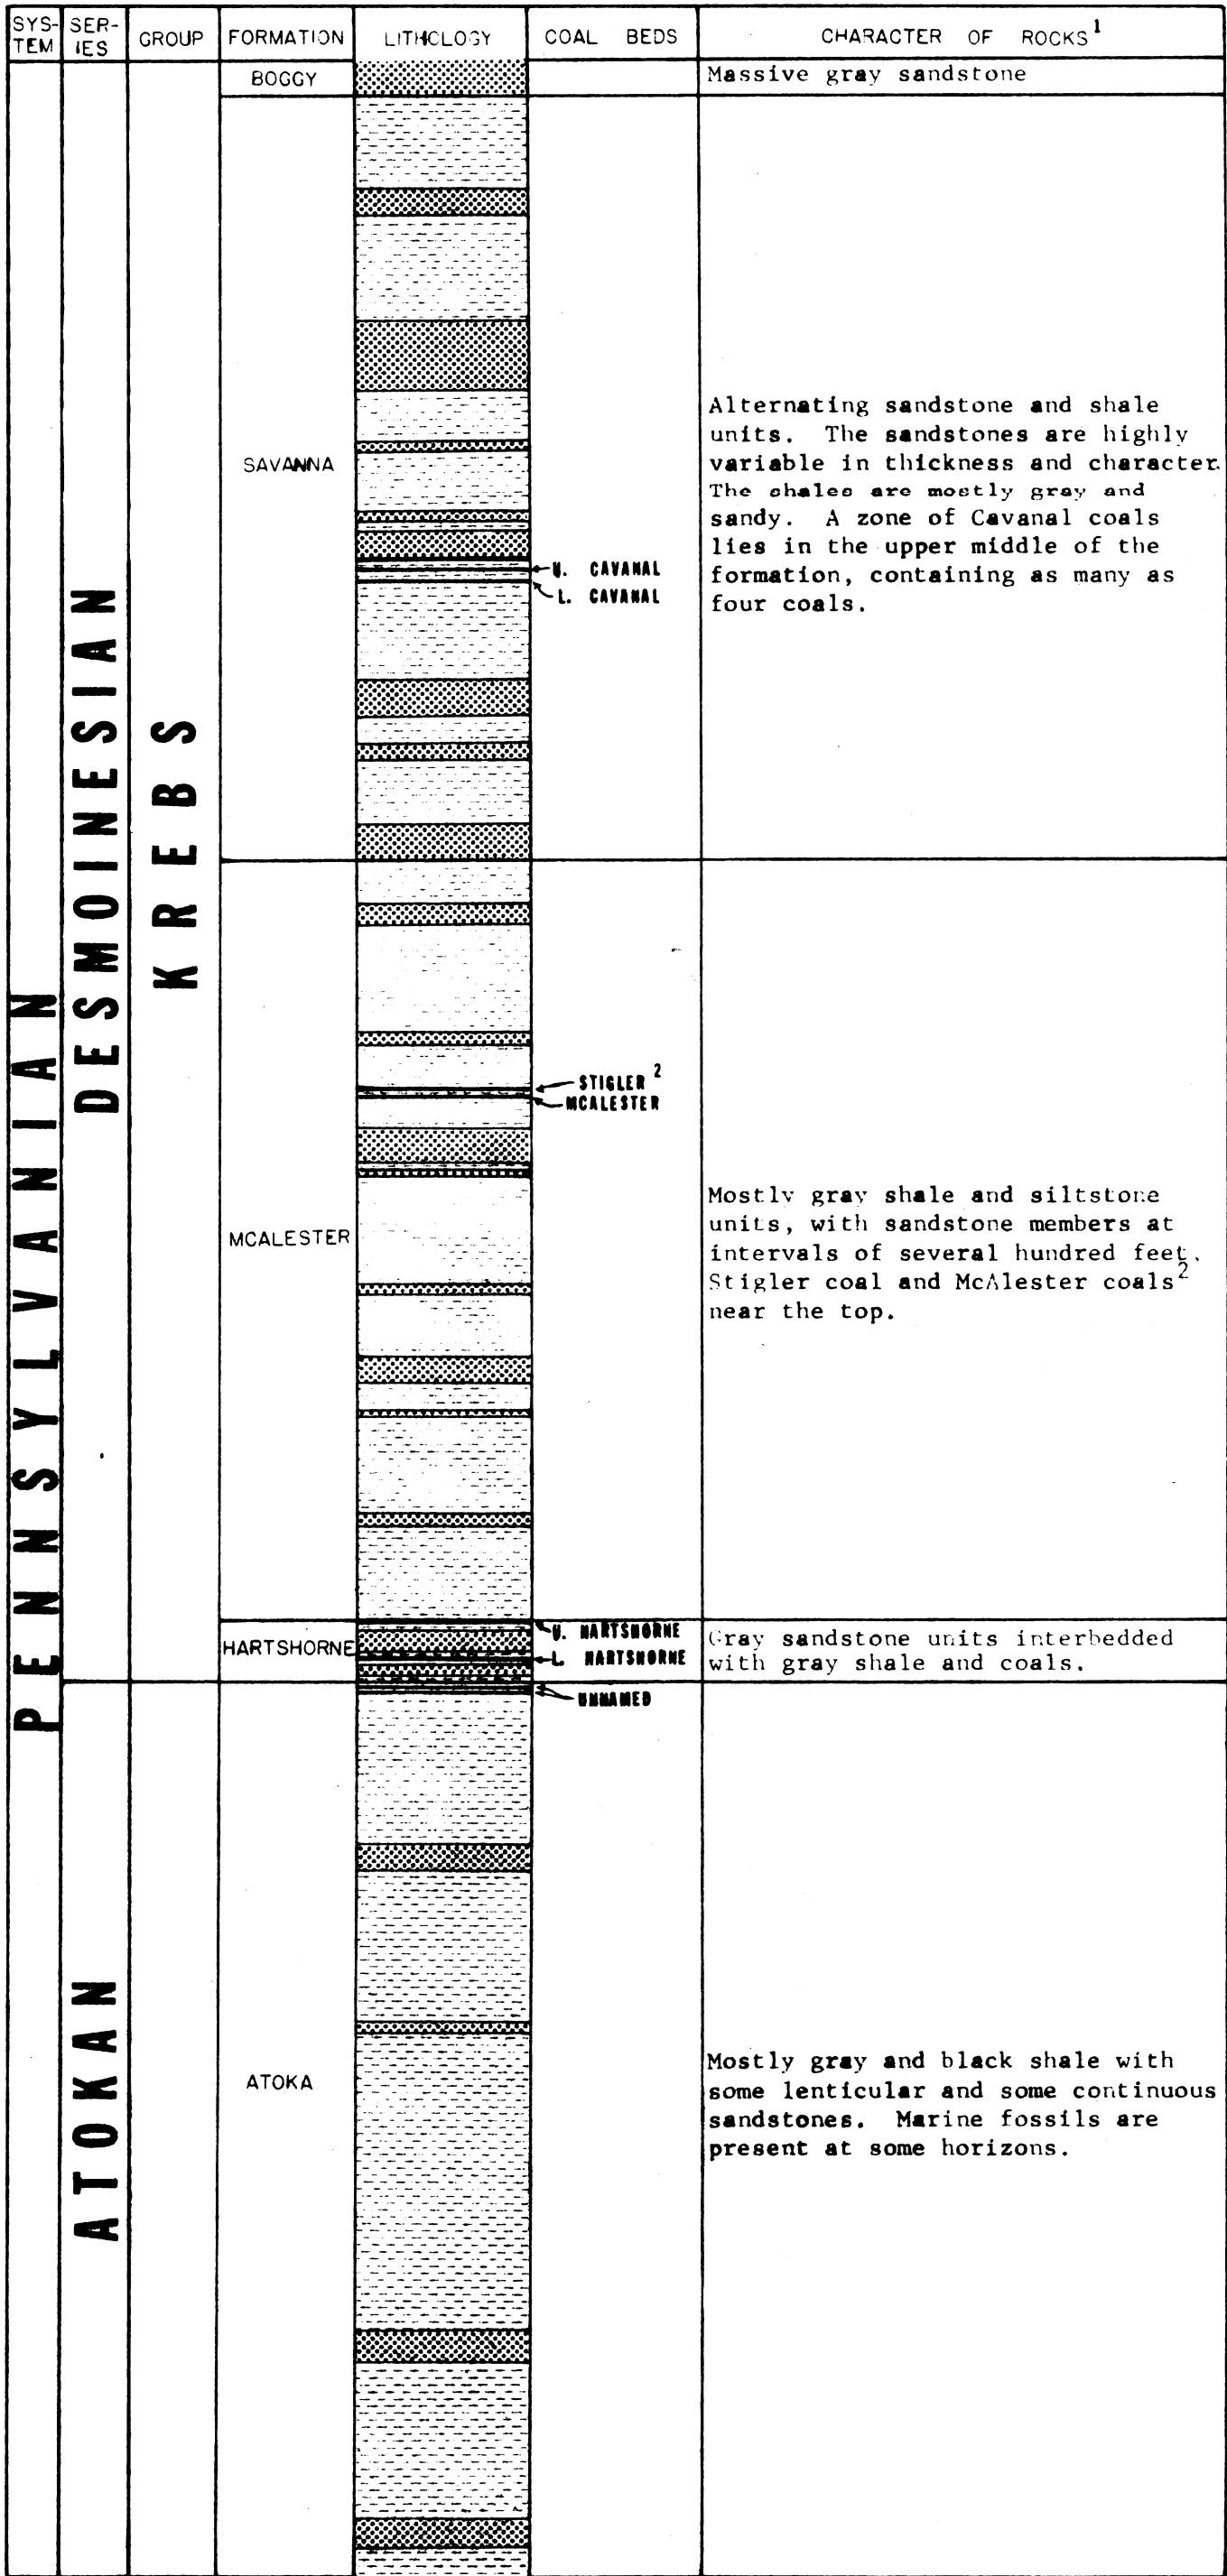 SYS-
TEM
SER-
IES
GROUP
FORMATION
LITHOLOGY
COAL BEDS
CHARACTER OF ROCKS1
PENNSYLVANIAN
DESMOINESIAN
KREBS
BOGGY
Massive gray sandstone
SAVANNA
U. CAVANAL
L. CAVANAL
Alternating sandstone and shale
units. The sandstones are highly
variable in thickness and character.
The shales are mostly gray and
sandy. A zone of Cavanal coals
lies in the upper middle of the
formation, containing as many as
four coals.
MCALESTER
STIGLER2
MCALESTER
Mostly gray shale and siltstone
units, with sandstone members at
intervals of several hundred feet.
Stigler coal and McAlester coals2
near the top.
HARTSHORNE
U. HARTSHORNE
L. HARTSHORNE
Gray sandstone units interbedded
with gray shale and coals.
ATOKAN
ATOKA
UNNAMED
Mostly gray and black shale with
some lenticular and some continuous
sandstones. Marine fossils are
present at some horizons.